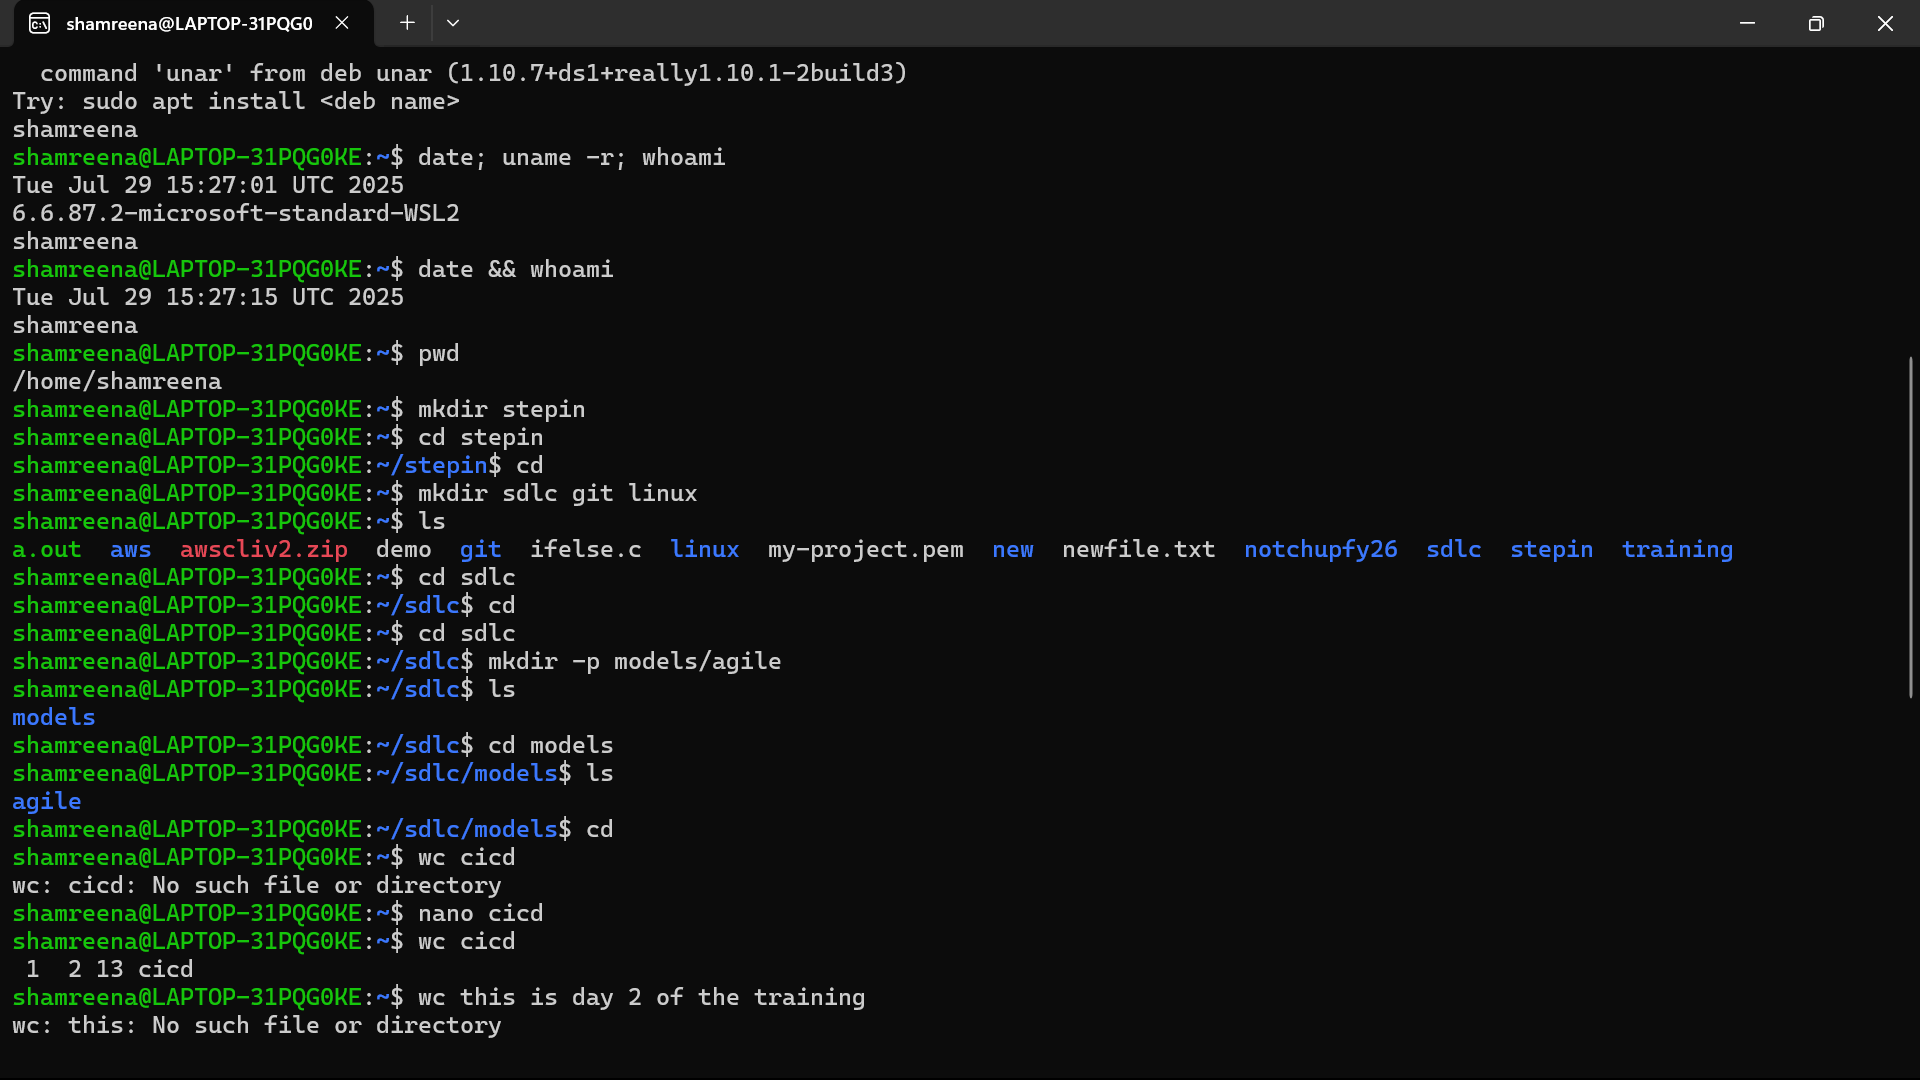 shamreena@LAPTOP-31PQG0
command 'unar' from deb unar (1.10.7+ds1+really1.10.1-2build3)
Try: sudo apt install <deb name>
shamreena
shamreena@LAPTOP-31PQG0KE:~$ date; uname -r; whoami
Tue Jul 29 15:27:01 UTC 2025
6.6.87.2-microsoft-standard-WSL2
shamreena
shamreena@LAPTOP-31PQG0KE:~$ date && whoami
Tue Jul 29 15:27:15 UTC 2025
shamreena
shamreena@LAPTOP-31PQG0KE:~$ pwd
/home/shamreena
shamreena@LAPTOP-31PQG0KE:~$ mkdir stepin
shamreena@LAPTOP-31PQG0KE:~$ cd stepin
shamreena@LAPTOP-31PQG0KE:~/stepin$ cd
shamreena@LAPTOP-31PQG0KE:~$ mkdir sdlc git linux
shamreena@LAPTOP-31PQG0KE:~$ ls
a.out  aws  awscliv2.zip  demo  git  ifelse.c  linux  my-project.pem  new  newfile.txt  notchupfy26  sdlc  stepin  training
shamreena@LAPTOP-31PQG0KE:~$ cd sdlc
shamreena@LAPTOP-31PQG0KE:~/sdlc$ cd
shamreena@LAPTOP-31PQG0KE:~$ cd sdlc
shamreena@LAPTOP-31PQG0KE:~/sdlc$ mkdir -p models/agile
shamreena@LAPTOP-31PQG0KE:~/sdlc$ ls
models
shamreena@LAPTOP-31PQG0KE:~/sdlc$ cd models
shamreena@LAPTOP-31PQG0KE:~/sdlc/models$ ls
agile
shamreena@LAPTOP-31PQG0KE:~/sdlc/models$ cd
shamreena@LAPTOP-31PQG0KE:~$ wc cicd
wc: cicd: No such file or directory
shamreena@LAPTOP-31PQG0KE:~$ nano cicd
shamreena@LAPTOP-31PQG0KE:~$ wc cicd
 1  2 13 cicd
shamreena@LAPTOP-31PQG0KE:~$ wc this is day 2 of the training
wc: this: No such file or directory